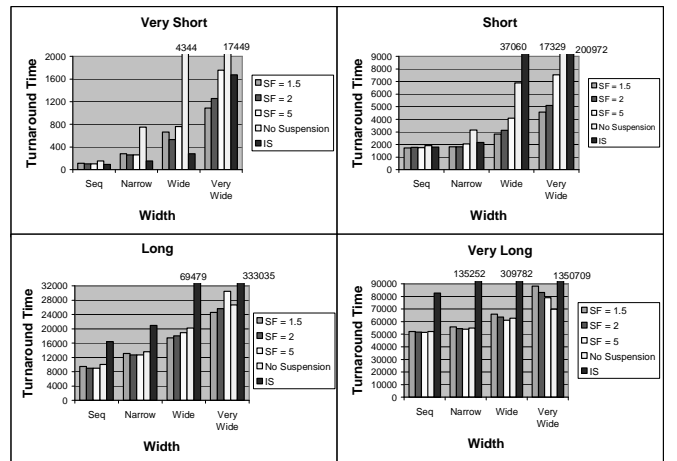 Very Short
4344 17449
Turnaround Time
2000
1600
1200
800
400
0
Seq Narrow Wide Very Wide
Width
SF = 1.5
SF = 2
SF = 5
No Suspension
IS
Short
37060 17329 200972
Turnaround Time
9000
8000
7000
6000
5000
4000
3000
2000
1000
0
Seq Narrow Wide Very Wide
Width
SF = 1.5
SF = 2
SF = 5
No Suspension
IS
Long
69479 333035
Turnaround Time
32000
28000
24000
20000
16000
12000
8000
4000
0
Seq Narrow Wide Very Wide
Width
SF = 1.5
SF = 2
SF = 5
No Suspension
IS
Very Long
135252 309782 1350709
Turnaround Time
90000
80000
70000
60000
50000
40000
30000
20000
10000
0
Seq Narrow Wide Very Wide
Width
SF = 1.5
SF = 2
SF = 5
No Suspension
IS